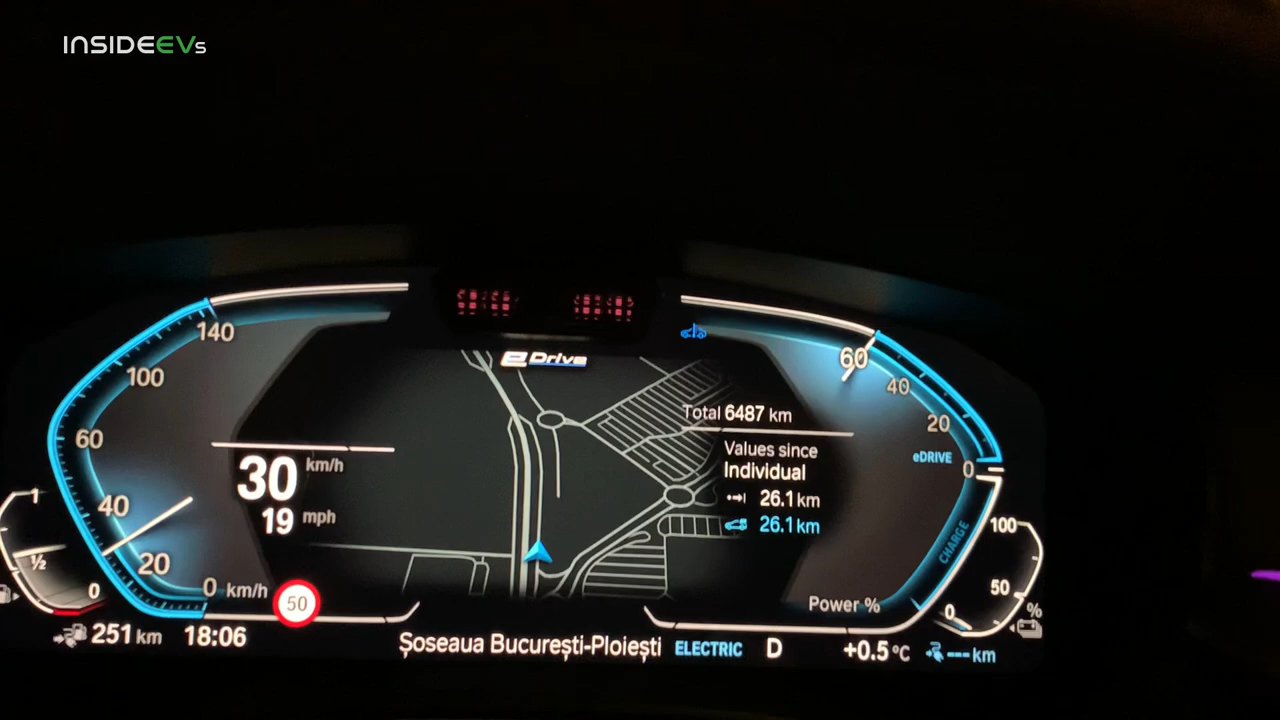 INSIDEEVs
eDrive
140
100
60
40
20
0 km/h
30 km/h
19 mph
50
1
½
0
Total 6487 km
Values since
Individual
26.1 km
26.1 km
60
40
20
eDRIVE 0
CHARGE
Power %
100
50
0
%
251 km
18:06
Șoseaua București-Ploiești
ELECTRIC
D
+0.5 °C
--- km